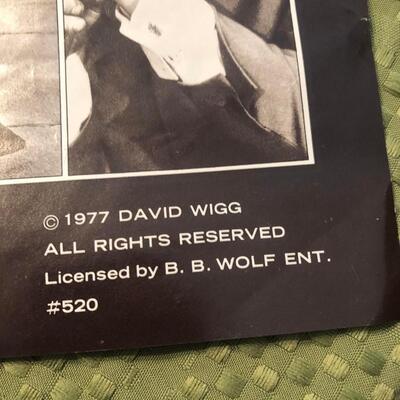 © 1977 DAVID WIGG
ALL RIGHTS RESERVED
Licensed by B. B. WOLF ENT.
#520